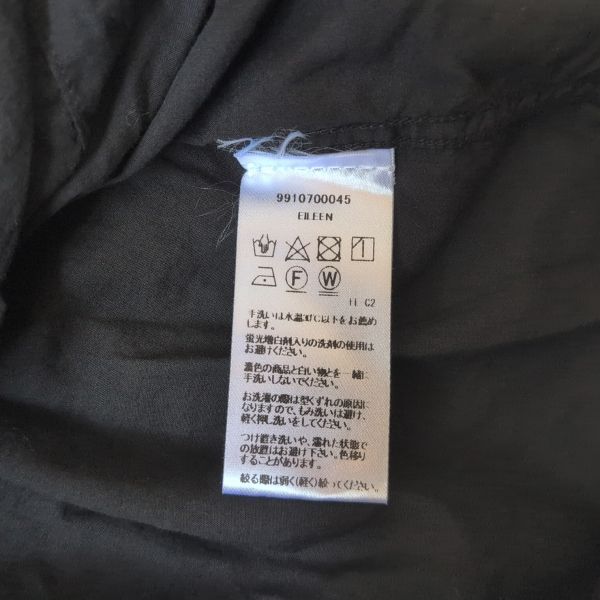 9910700045
EILEEN
F W
H C2
手洗いは水温30℃以下をお薦め
します。
蛍光増白剤入りの洗剤の使用は
お避けください。
濃色の商品と白い物とを一緒に
手洗いしないでください。
お洗濯の際は型くずれの原因に
なりますので、もみ洗いは避け、
軽く押し洗いをしてください。
つけ置き洗いや、濡れた状態で
の放置はお避け下さい。色移り
することがあります。
絞る際は弱く(軽く)絞ってください。